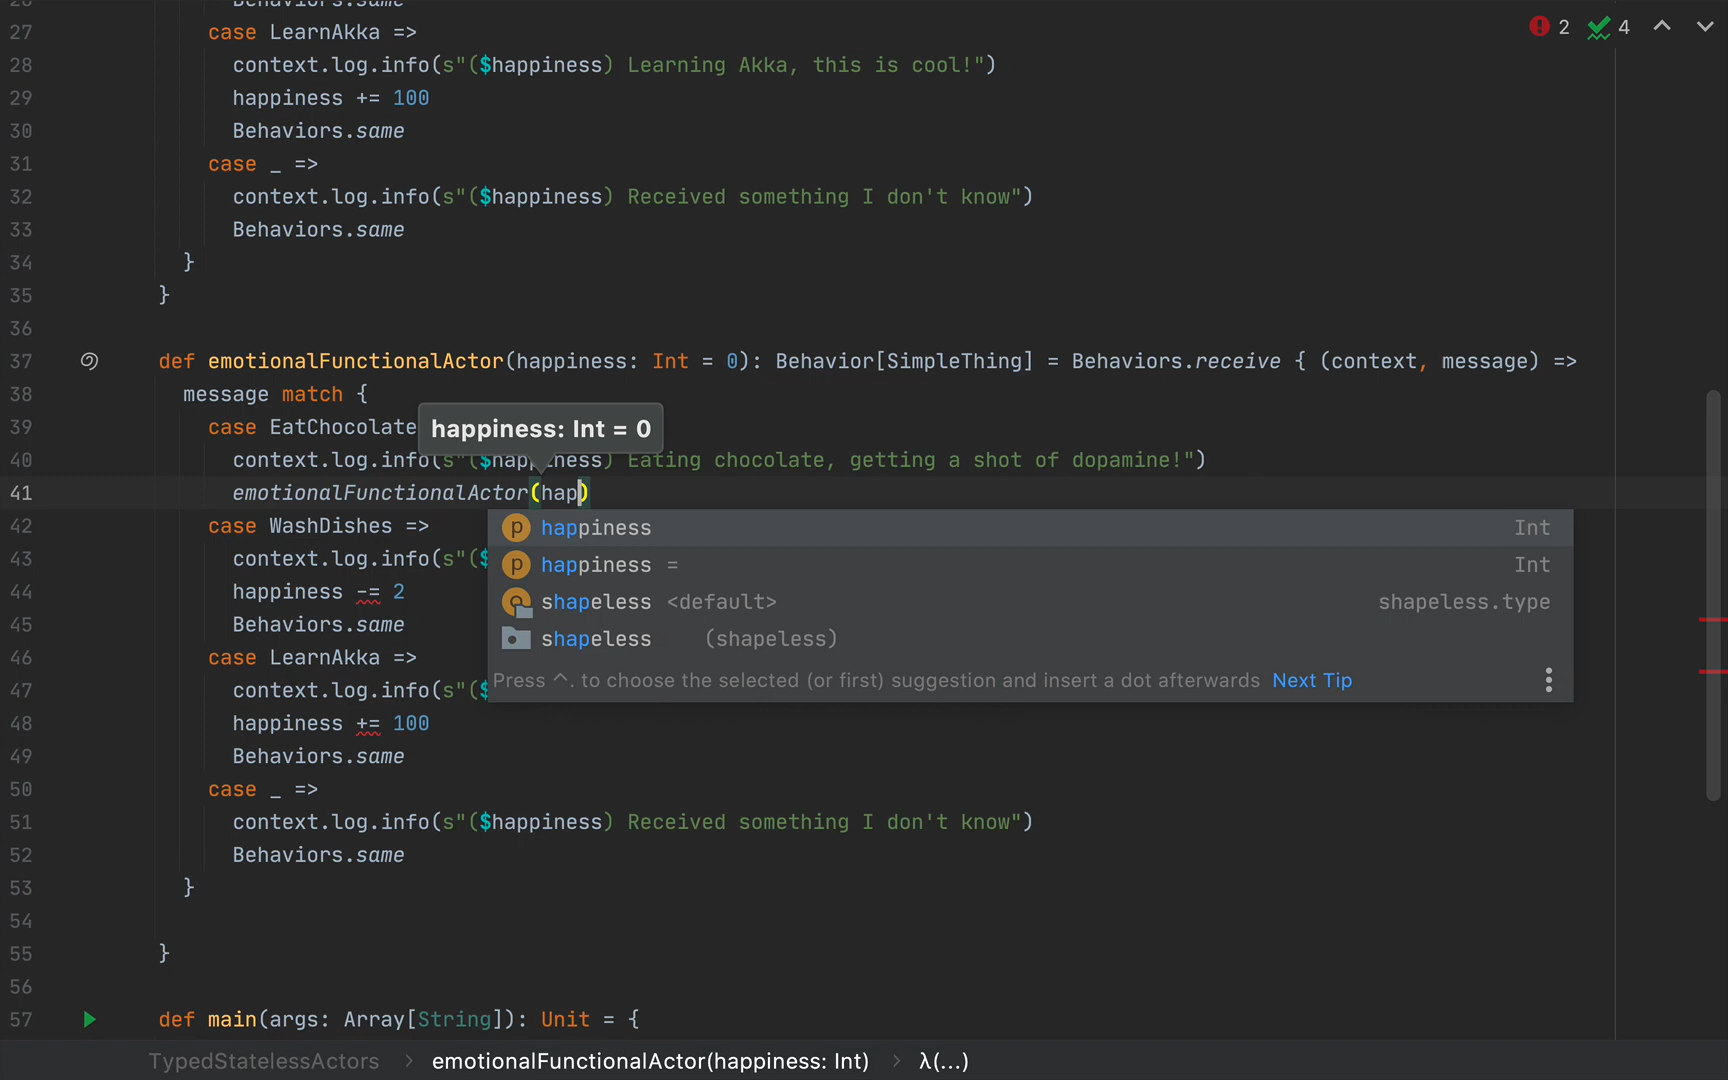 Behaviors.same
27 case LearnAkka =>
28 context.log.info(s"($happiness) Learning Akka, this is cool!")
29 happiness += 100
30 Behaviors.same
31 case _ =>
32 context.log.info(s"($happiness) Received something I don't know")
33 Behaviors.same
34 }
35 }
36
37 def emotionalFunctionalActor(happiness: Int = 0): Behavior[SimpleThing] = Behaviors.receive { (context, message) =>
38 message match {
39 case EatChocolate
happiness: Int = 0
40 context.log.info(s"($happiness) Eating chocolate, getting a shot of dopamine!")
41 emotionalFunctionalActor(hap)
42 case WashDishes =>
happiness Int
43 context.log.info(s"($
happiness = Int
44 happiness -= 2
shapeless <default> shapeless.type
45 Behaviors.same
shapeless (shapeless)
46 case LearnAkka =>
Press ^. to choose the selected (or first) suggestion and insert a dot afterwards Next Tip
47 context.log.info(s"($
48 happiness += 100
49 Behaviors.same
50 case _ =>
51 context.log.info(s"($happiness) Received something I don't know")
52 Behaviors.same
53 }
54
55 }
56
57 def main(args: Array[String]): Unit = {
2 4
TypedStatelessActors > emotionalFunctionalActor(happiness: Int) > λ(...)